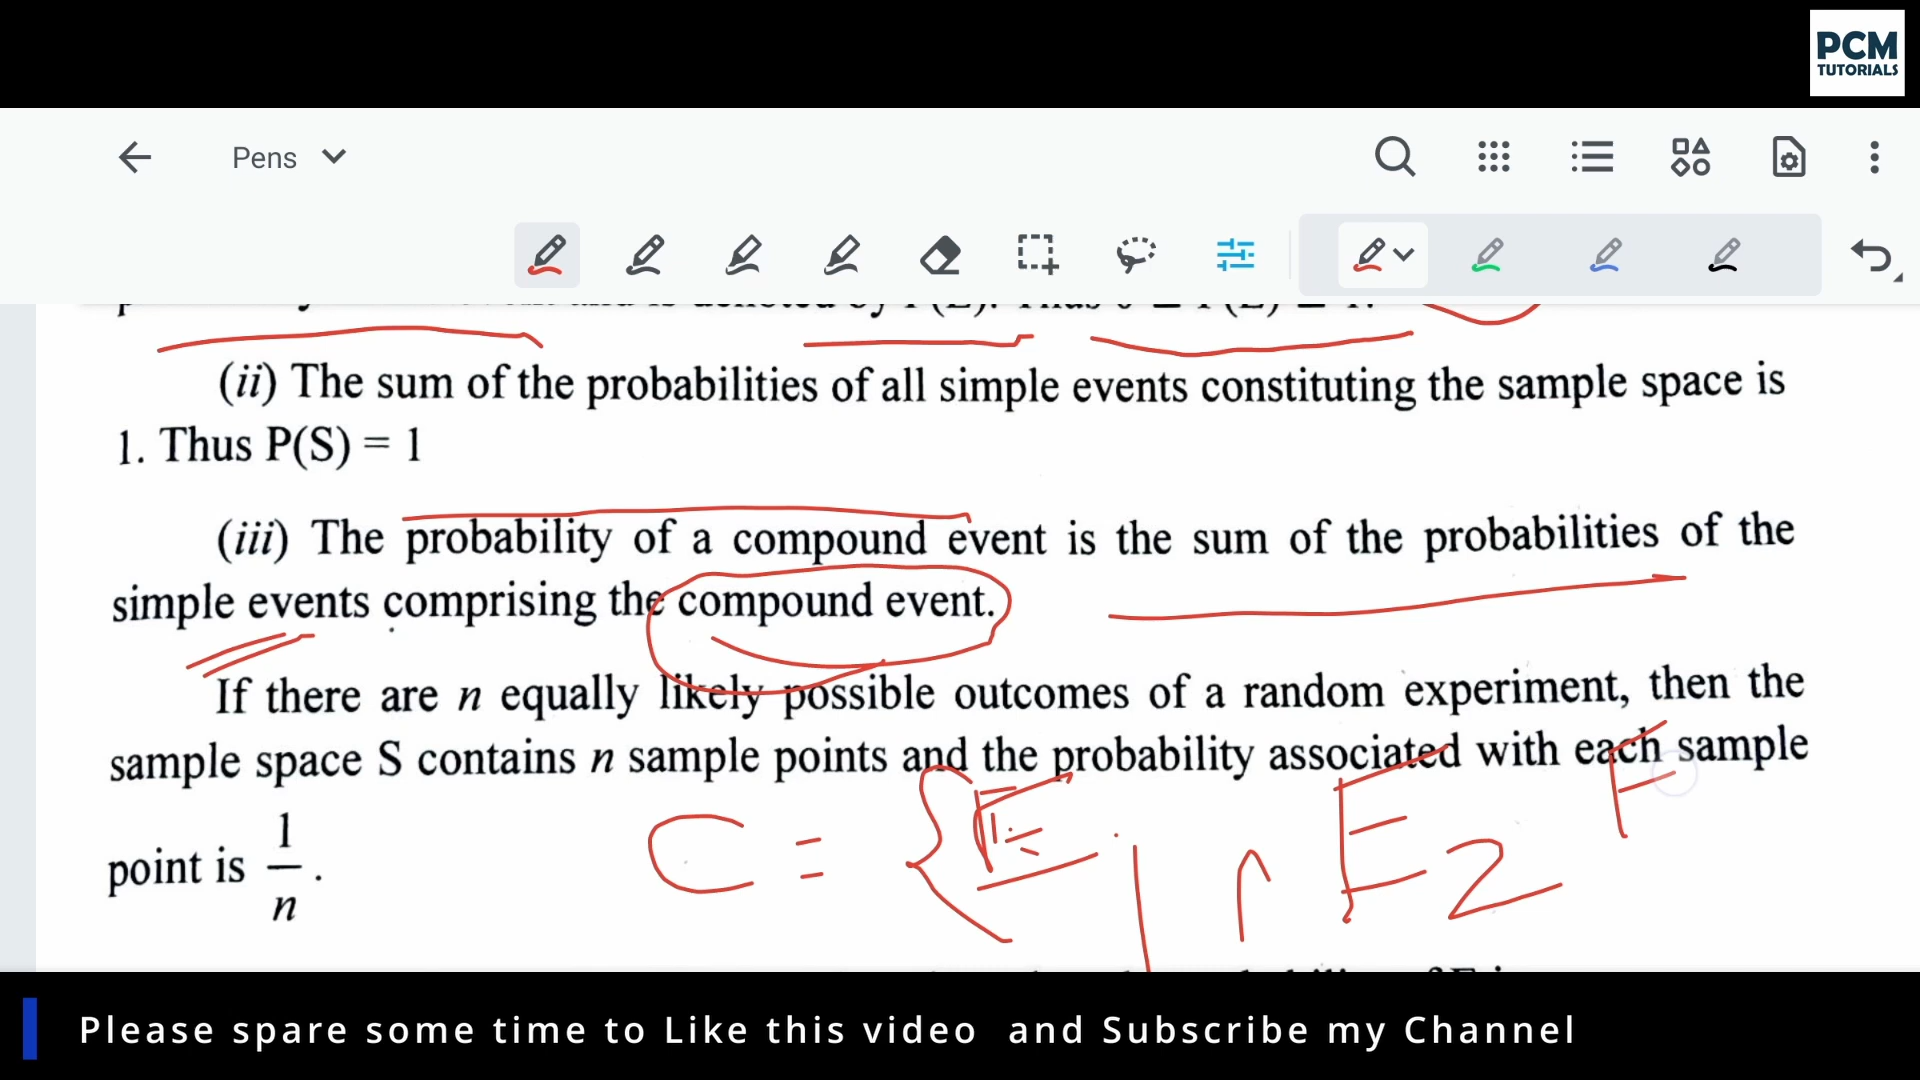 PCM
TUTORIALS
Pens
(ii) The sum of the probabilities of all simple events constituting the sample space is
1. Thus P(S) = 1
(iii) The probability of a compound event is the sum of the probabilities of the
simple events comprising the compound event.
If there are n equally likely possible outcomes of a random experiment, then the
sample space S contains n sample points and the probability associated with each sample
point is 1/n.
C = { E1, E2 E
Please spare some time to Like this video and Subscribe my Channel